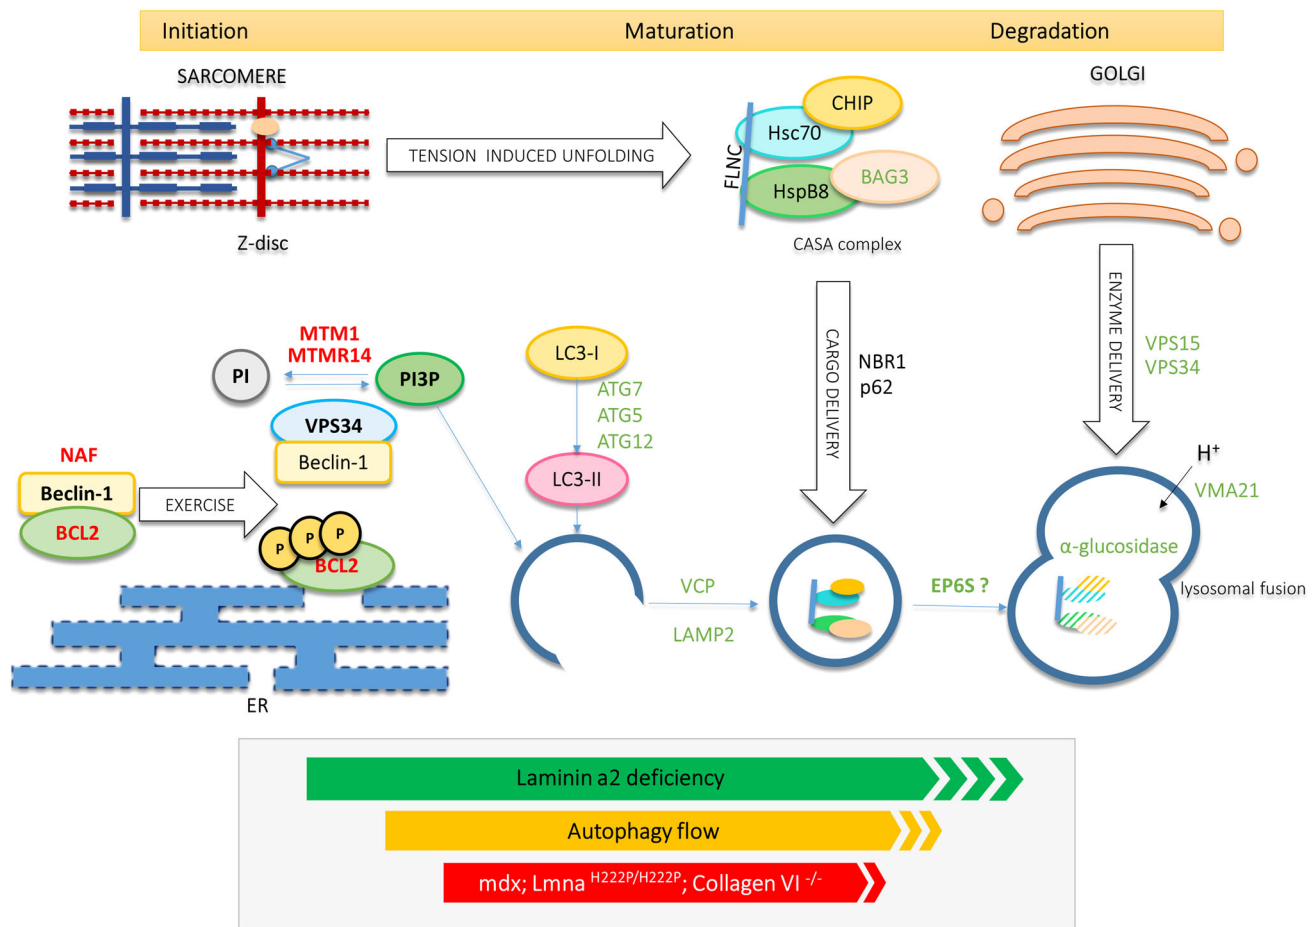 Initiation
Maturation
Degradation
SARCOMERE
Z-disc
TENSION INDUCED UNFOLDING
FLNC
CHIP
Hsc70
HspB8
BAG3
CASA complex
GOLGI
MTM1
MTMR14
PI
PI3P
VPS34
Beclin-1
NAF
Beclin-1
BCL2
EXERCISE
P
P
P
BCL2
ER
LC3-I
ATG7
ATG5
ATG12
LC3-II
CARGO DELIVERY
NBR1
p62
ENZYME DELIVERY
VPS15
VPS34
H⁺
VMA21
α-glucosidase
lysosomal fusion
VCP
LAMP2
EP6S ?
Laminin a2 deficiency
Autophagy flow
mdx; Lmna H222P/H222P; Collagen VI -/-